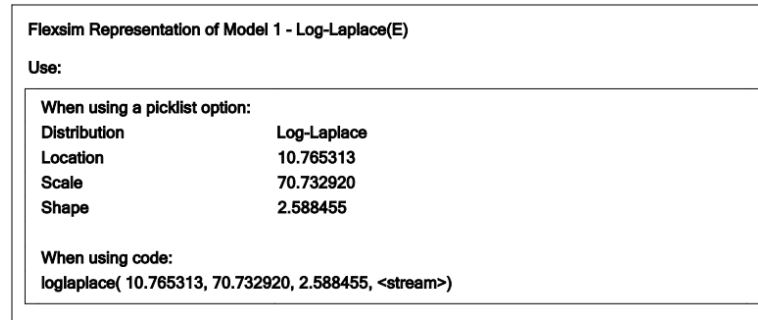 Flexsim Representation of Model 1 - Log-Laplace(E)
Use:
When using a picklist option:
Distribution Log-Laplace
Location 10.765313
Scale 70.732920
Shape 2.588455
When using code:
loglaplace( 10.765313, 70.732920, 2.588455, <stream>)